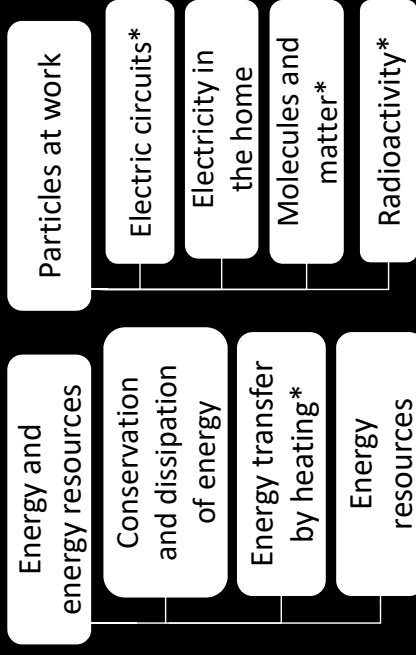 Energy and
energy resources
Conservation
and dissipation
of energy
Energy transfer
by heating*
Energy
resources
Particles at work
Electric circuits*
Electricity in
the home
Molecules and
matter*
Radioactivity*